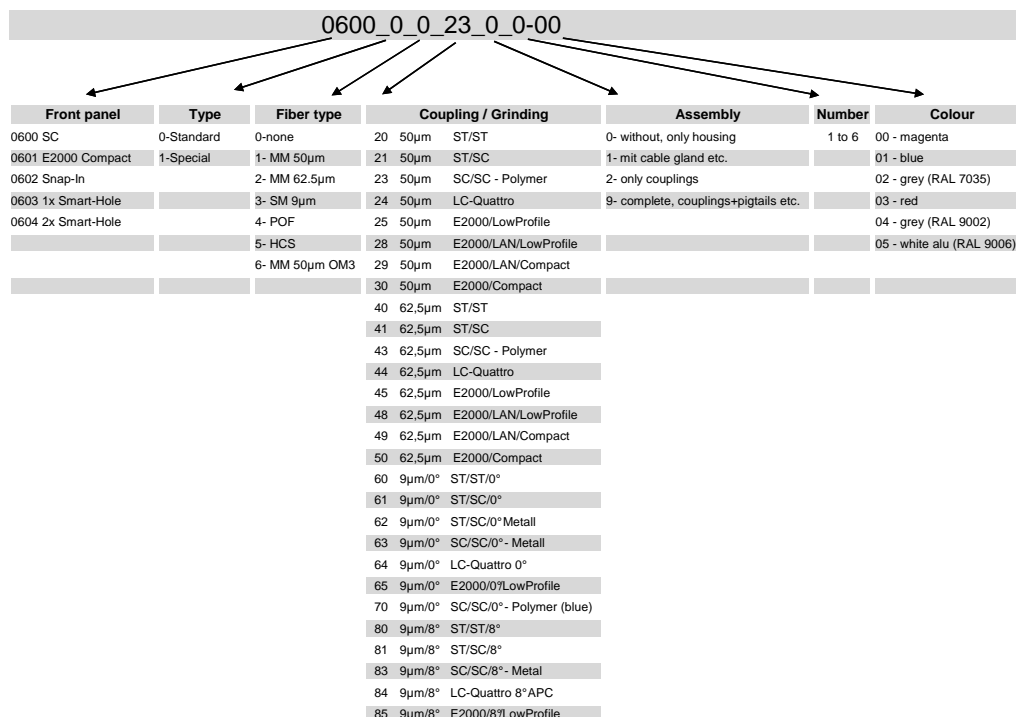 0600_0_0_23_0_0-00
Front panel Type Fiber type Coupling / Grinding Assembly Number Colour
0600 SC 0-Standard 0-none 20 50µm ST/ST 0- without, only housing 1 to 6 00 - magenta
0601 E2000 Compact 1-Special 1- MM 50µm 21 50µm ST/SC 1- mit cable gland etc. 01 - blue
0602 Snap-In 2- MM 62.5µm 23 50µm SC/SC - Polymer 2- only couplings 02 - grey (RAL 7035)
0603 1x Smart-Hole 3- SM 9µm 24 50µm LC-Quattro 9- complete, couplings+pigtails etc. 03 - red
0604 2x Smart-Hole 4- POF 25 50µm E2000/LowProfile 04 - grey (RAL 9002)
5- HCS 28 50µm E2000/LAN/LowProfile 05 - white alu (RAL 9006)
6- MM 50µm OM3 29 50µm E2000/LAN/Compact
30 50µm E2000/Compact
40 62,5µm ST/ST
41 62,5µm ST/SC
43 62,5µm SC/SC - Polymer
44 62,5µm LC-Quattro
45 62,5µm E2000/LowProfile
48 62,5µm E2000/LAN/LowProfile
49 62,5µm E2000/LAN/Compact
50 62,5µm E2000/Compact
60 9µm/0° ST/ST/0°
61 9µm/0° ST/SC/0°
62 9µm/0° ST/SC/0°Metall
63 9µm/0° SC/SC/0°- Metall
64 9µm/0° LC-Quattro 0°
65 9µm/0° E2000/0°/LowProfile
70 9µm/0° SC/SC/0°- Polymer (blue)
80 9µm/8° ST/ST/8°
81 9µm/8° ST/SC/8°
83 9µm/8° SC/SC/8°- Metal
84 9µm/8° LC-Quattro 8°APC
85 9µm/8° E2000/8°/LowProfile